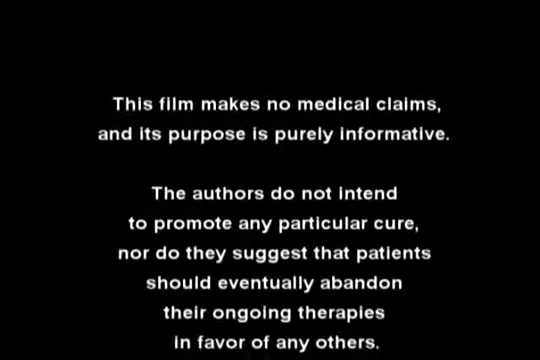 This film makes no medical claims,
and its purpose is purely informative.
The authors do not intend
to promote any particular cure,
nor do they suggest that patients
should eventually abandon
their ongoing therapies
in favor of any others.